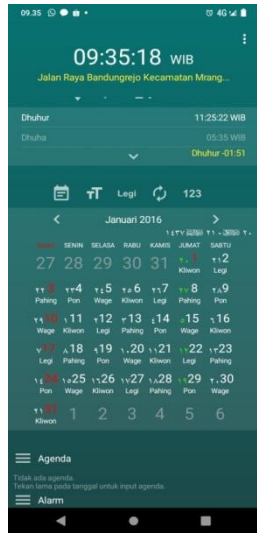 09.35 4G
09:35:18 WIB
Jalan Raya Bandungrejo Kecamatan Mrang...
Dhuhur 11:25:22 WIB
Dhuha 05:35 WIB
Dhuhur -01:51
Legi 123
Januari 2016
SENIN SELASA RABU KAMIS JUMAT SABTU
27 28 29 30 31 1 2
Kliwon Legi
3 4 5 6 7 8 9
Pahing Pon Wage Kliwon Legi Pahing Pon
10 11 12 13 14 15 16
Wage Kliwon Legi Pahing Pon Wage Kliwon
17 18 19 20 21 22 23
Legi Pahing Pon Wage Kliwon Legi Pahing
24 25 26 27 28 29 30
Pon Wage Kliwon Legi Pahing Pon Wage
31 1 2 3 4 5 6
Kliwon
Agenda
Tidak ada agenda.
Tekan lama pada tanggal untuk input agenda.
Alarm